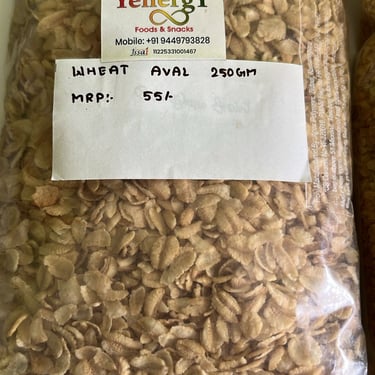 YenergY
Foods & Snacks
Mobile: +91 9449793828
fssai 11225331001467
WHEAT AVAL 250GM
MRP:- 55/-